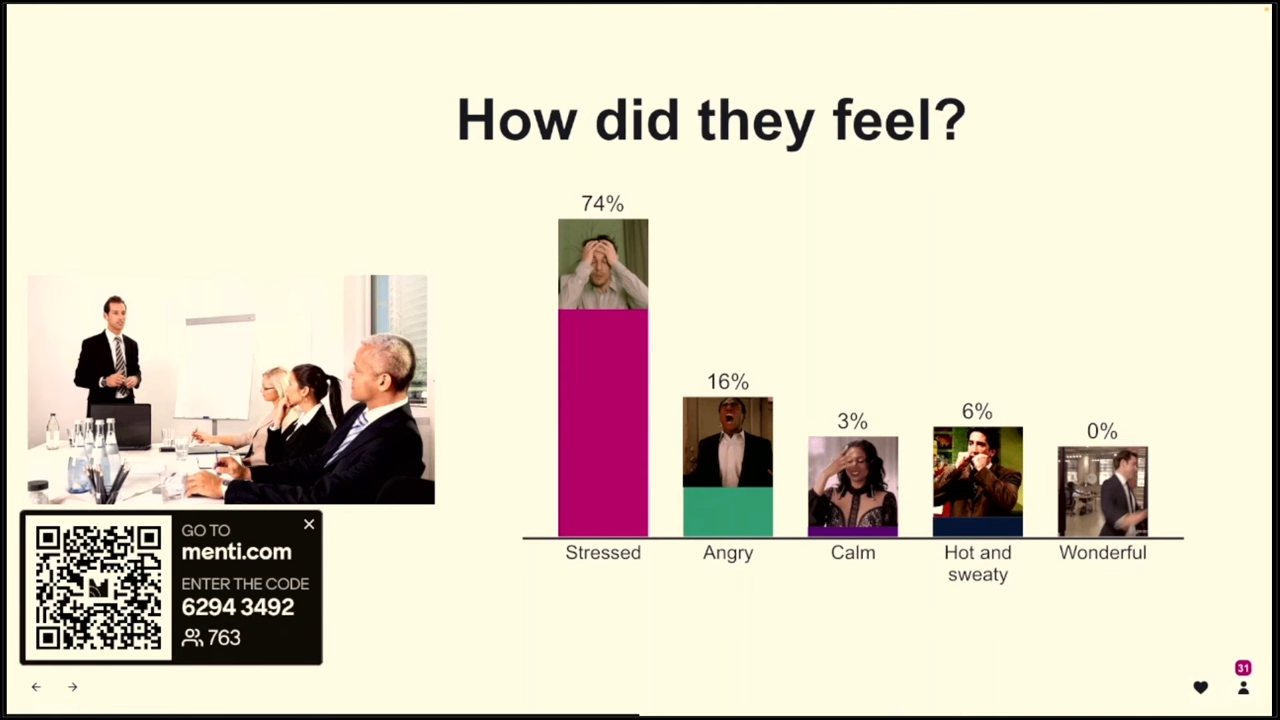 How did they feel?
74%
16%
3%
6%
0%
Stressed
Angry
Calm
Hot and
sweaty
Wonderful
GO TO
menti.com
ENTER THE CODE
6294 3492
763
31